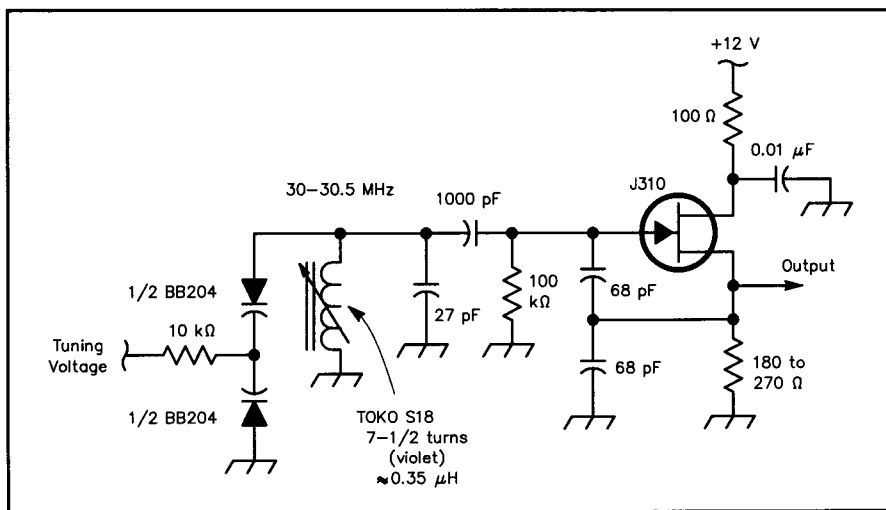 +12 V
100 Ω
0.01 μF
J310
30–30.5 MHz
1000 pF
Output
1/2 BB204
10 kΩ
Tuning
Voltage
1/2 BB204
27 pF
100
kΩ
68 pF
68 pF
180 to
270 Ω
TOKO S18
7–1/2 turns
(violet)
≈0.35 μH